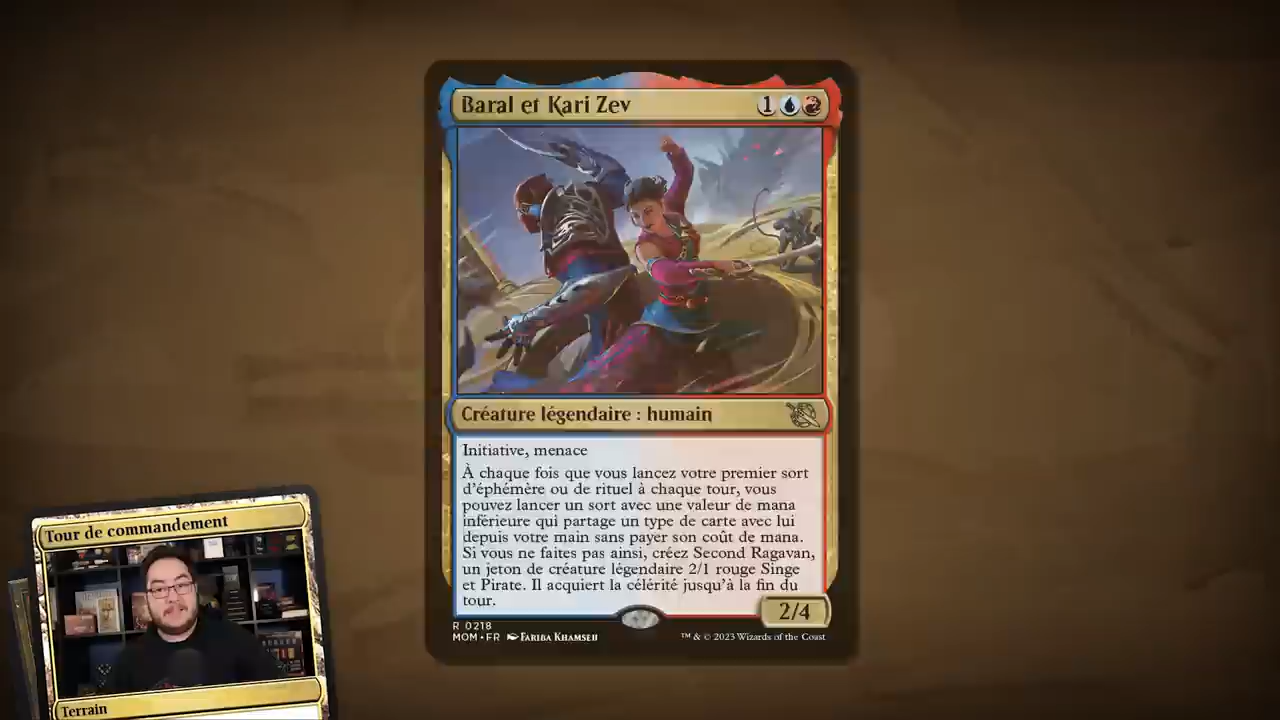 Baral et Kari Zev
1
Créature légendaire : humain
Initiative, menace
À chaque fois que vous lancez votre premier sort
d'éphémère ou de rituel à chaque tour, vous
pouvez lancer un sort avec une valeur de mana
inférieure qui partage un type de carte avec lui
depuis votre main sans payer son coût de mana.
Si vous ne faites pas ainsi, créez Second Ragavan,
un jeton de créature légendaire 2/1 rouge Singe
et Pirate. Il acquiert la célérité jusqu'à la fin du
tour.
2/4
R 0218
MOM • FR Fariba Khamseh
™ & © 2023 Wizards of the Coast
Tour de commandement
Terrain